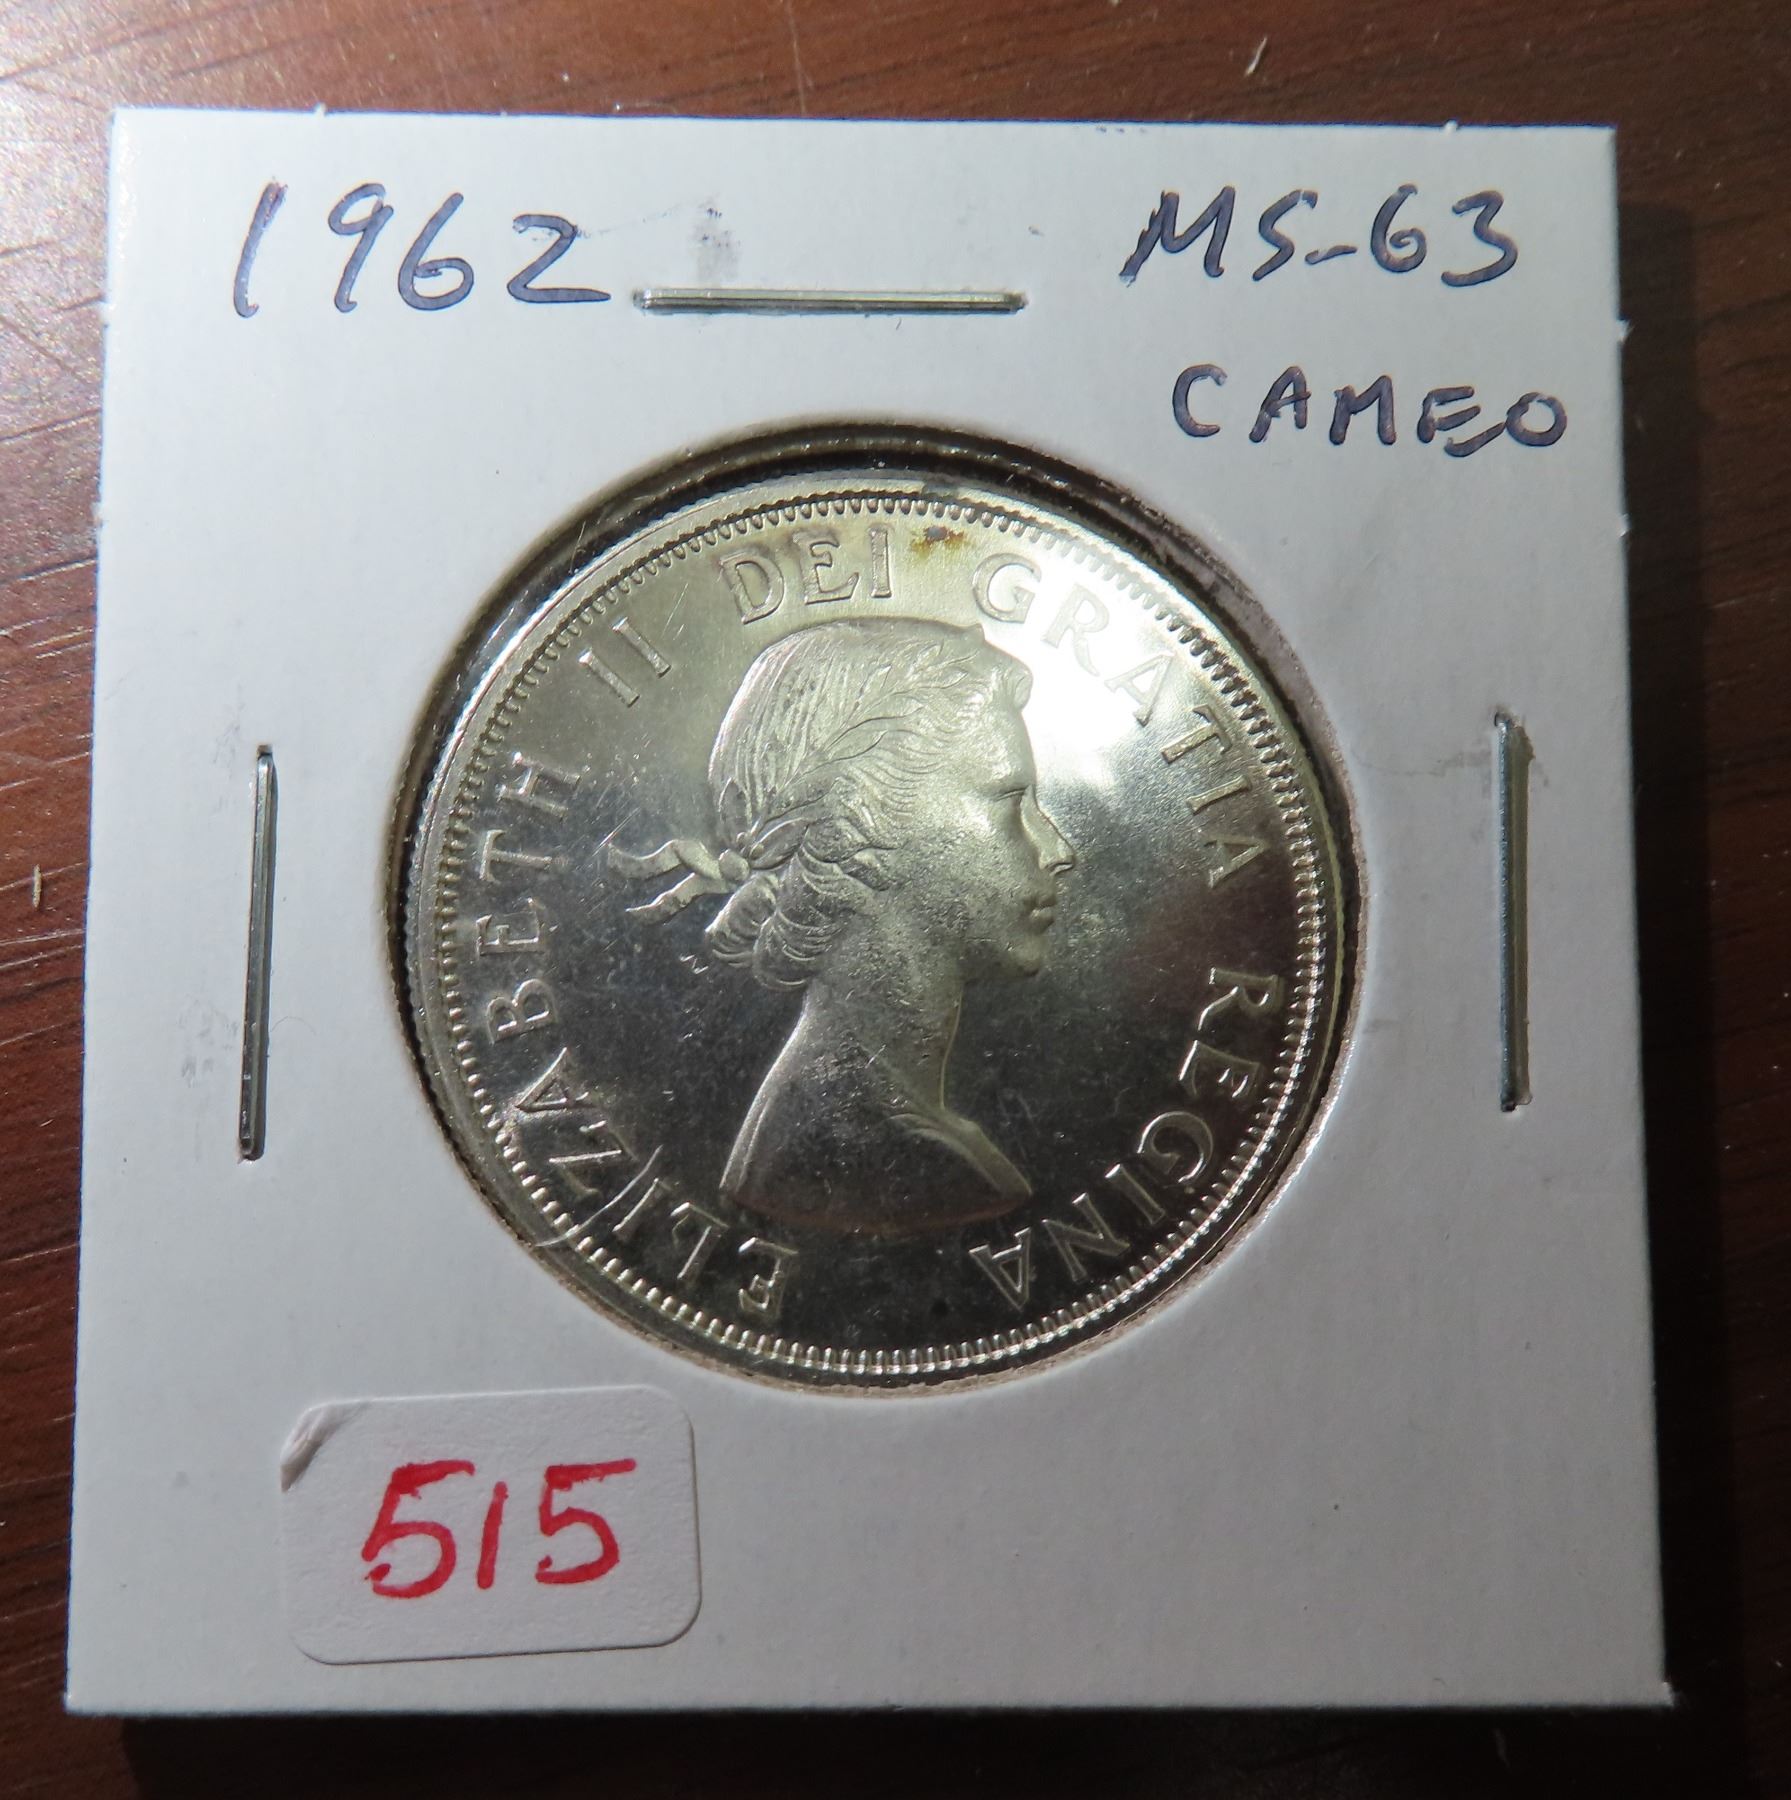 1962 MS-63
CAMEO
ELIZABETH II DEI GRATIA REGINA
515